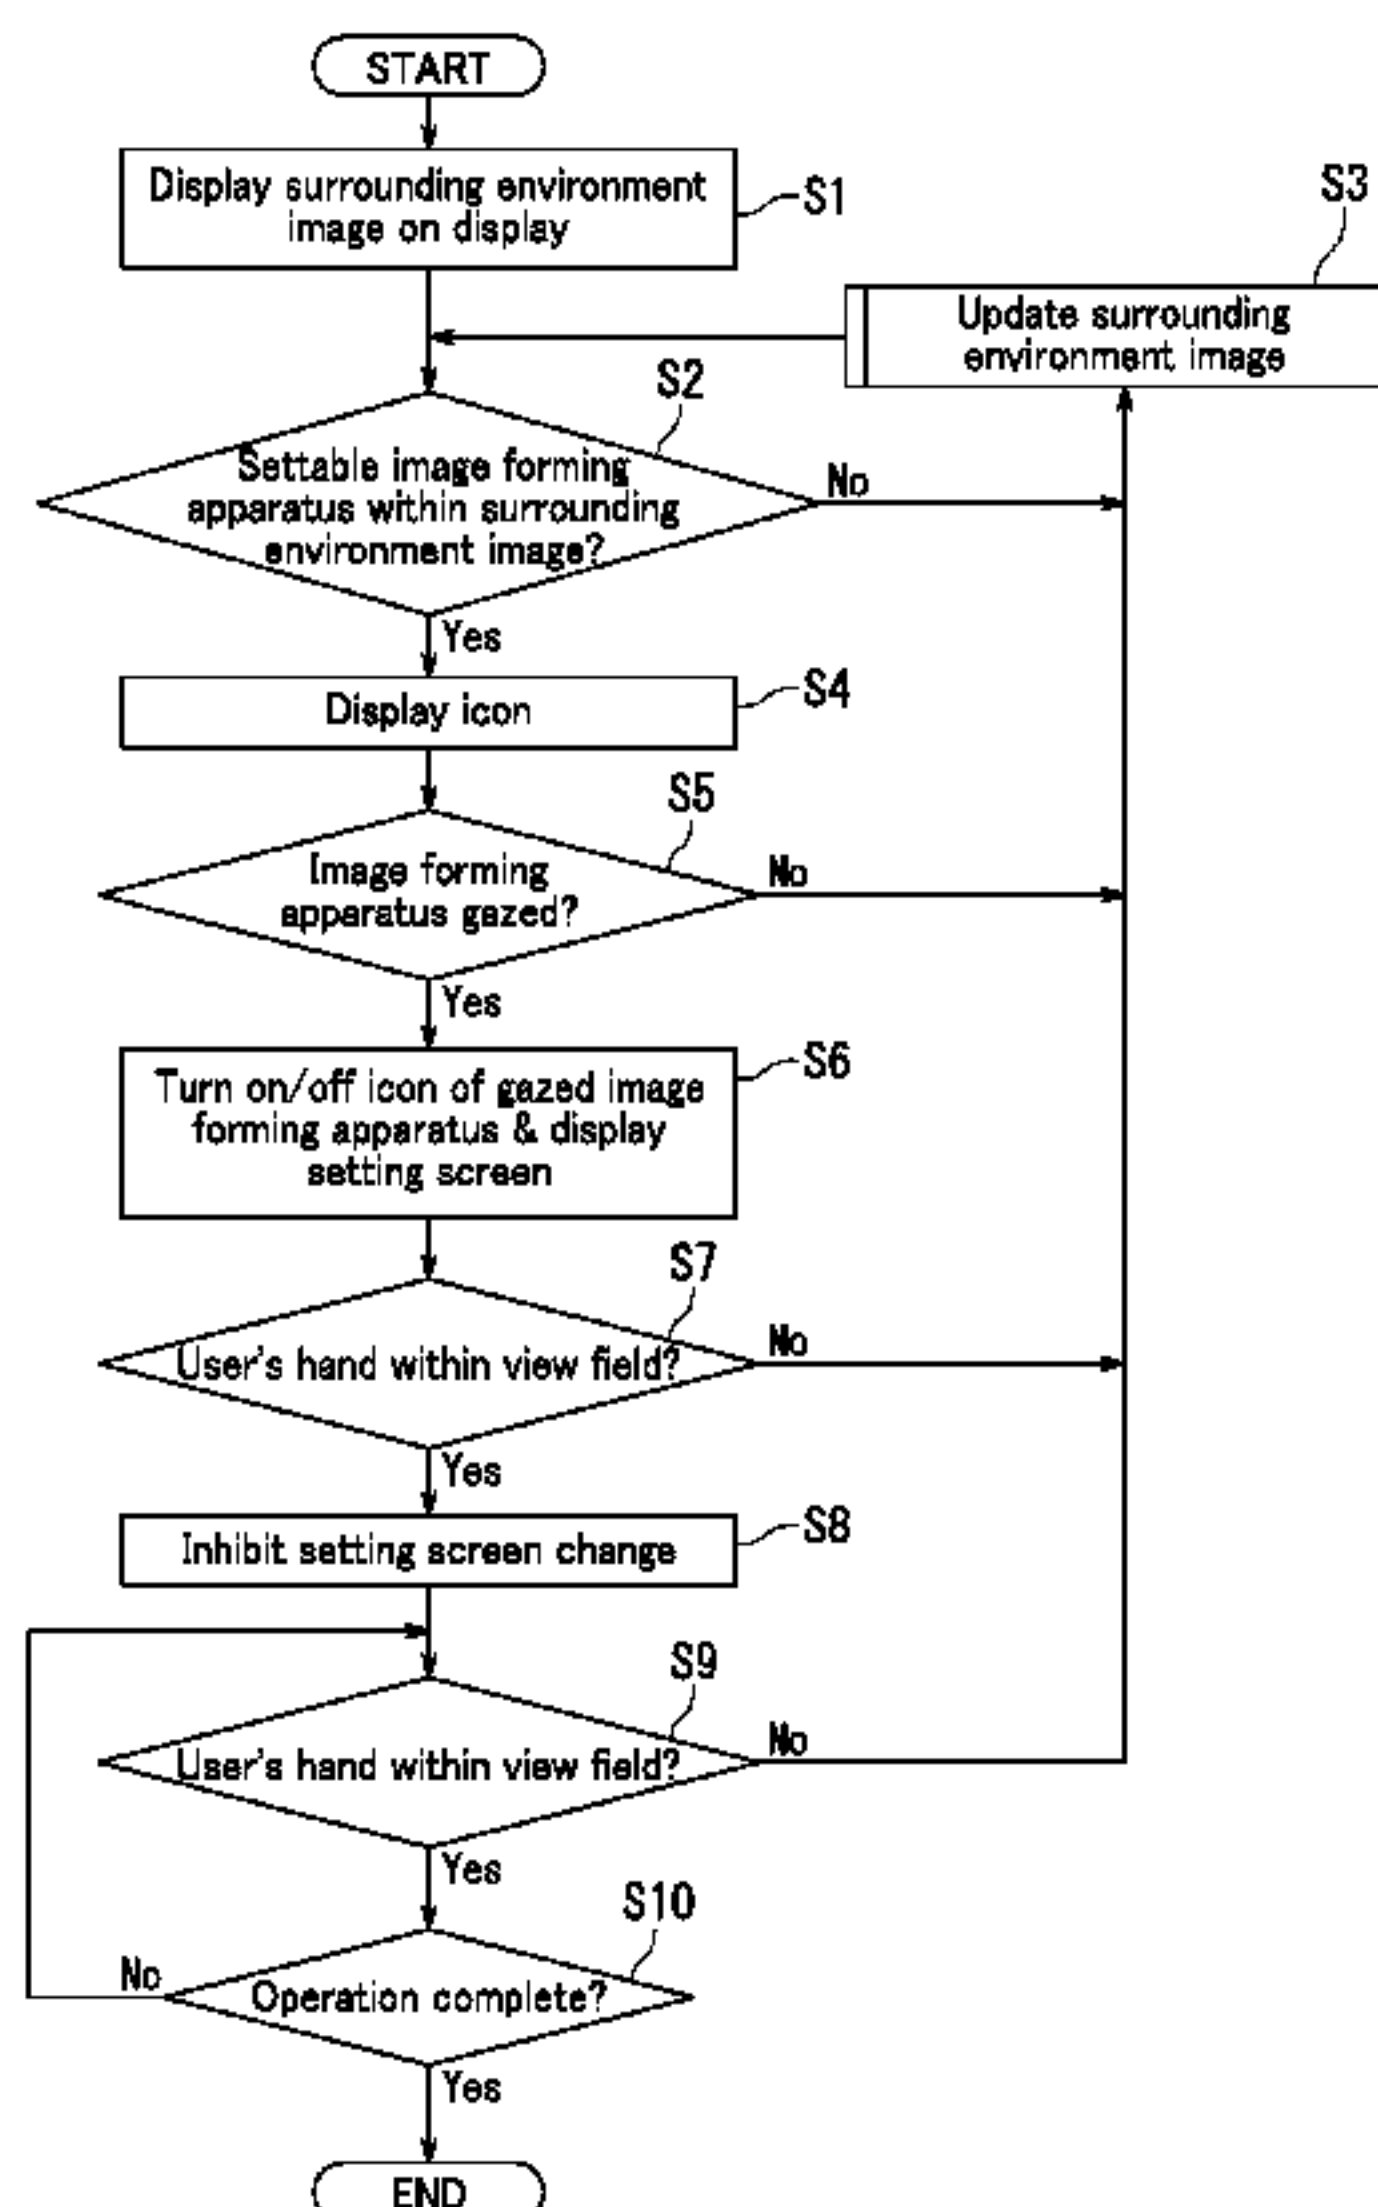 START
Display surrounding environment
image on display
S1
S3
Update surrounding
environment image
S2
Settable image forming
apparatus within surrounding
environment image?
No
Yes
Display icon
S4
S5
Image forming
apparatus gazed?
No
Yes
Turn on/off icon of gazed image
forming apparatus & display
setting screen
S6
S7
User's hand within view field?
No
Yes
Inhibit setting screen change
S8
S9
User's hand within view field?
No
Yes
S10
Operation complete?
No
Yes
END